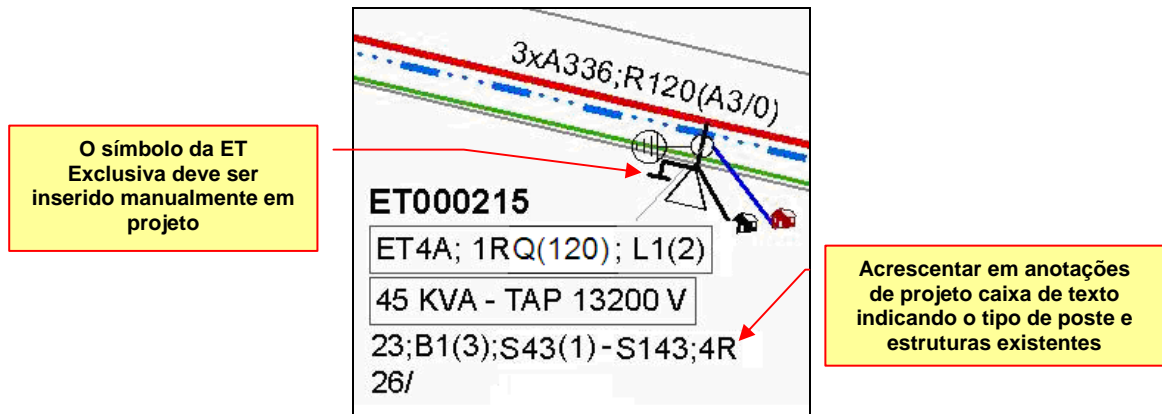 O símbolo da ET
Exclusiva deve ser
inserido manualmente em
projeto
3xA336;R120(A3/0)
ET000215
ET4A; 1RQ(120); L1(2)
45 KVA - TAP 13200 V
23;B1(3);S43(1)-S143;4R
26/
Acrescentar em anotações
de projeto caixa de texto
indicando o tipo de poste e
estruturas existentes